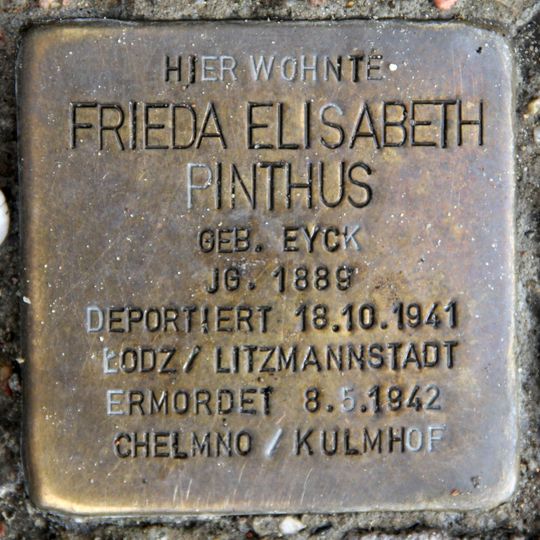 HIER WOHNTE
FRIEDA ELISABETH
PINTHUS
GEB. EYCK
JG. 1889
DEPORTIERT 18.10.1941
ŁODZ / LITZMANNSTADT
ERMORDET 8.5.1942
CHELMNO / KULMHOF